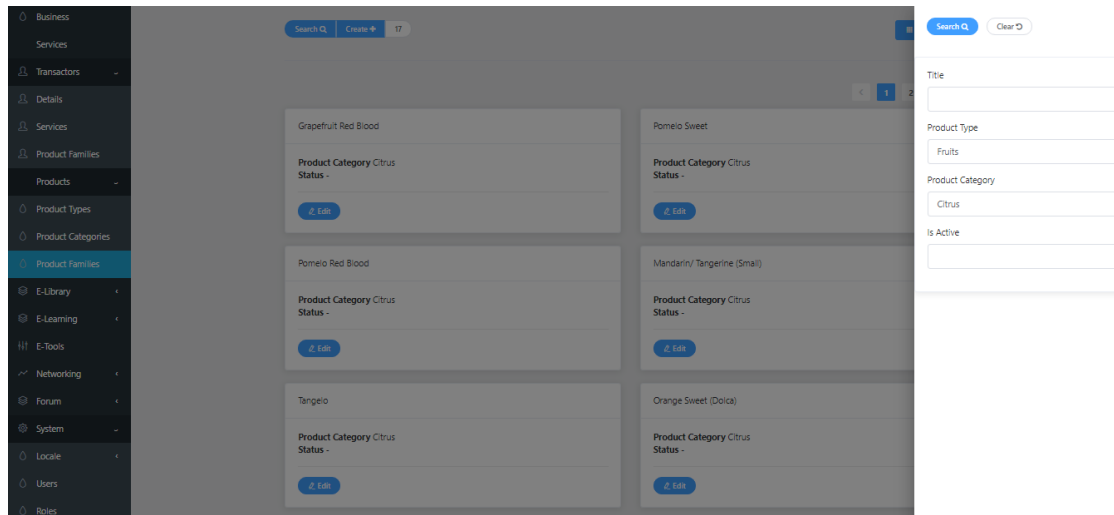 Business
Services
Transactors
Details
Services
Product Families
Products
Product Types
Product Categories
Product Families
E-Library
E-Learning
E-Tools
Networking
Forum
System
Locale
Users
Roles
Search Create 17
1 2
Grapefruit Red Blood
Product Category Citrus
Status -
Edit
Pomelo Sweet
Product Category Citrus
Status -
Edit
Pomelo Red Blood
Product Category Citrus
Status -
Edit
Mandarin/ Tangerine (Small)
Product Category Citrus
Status -
Edit
Tangelo
Product Category Citrus
Status -
Edit
Orange Sweet (Dolca)
Product Category Citrus
Status -
Edit
Search Clear
Title
Product Type
Fruits
Product Category
Citrus
Is Active